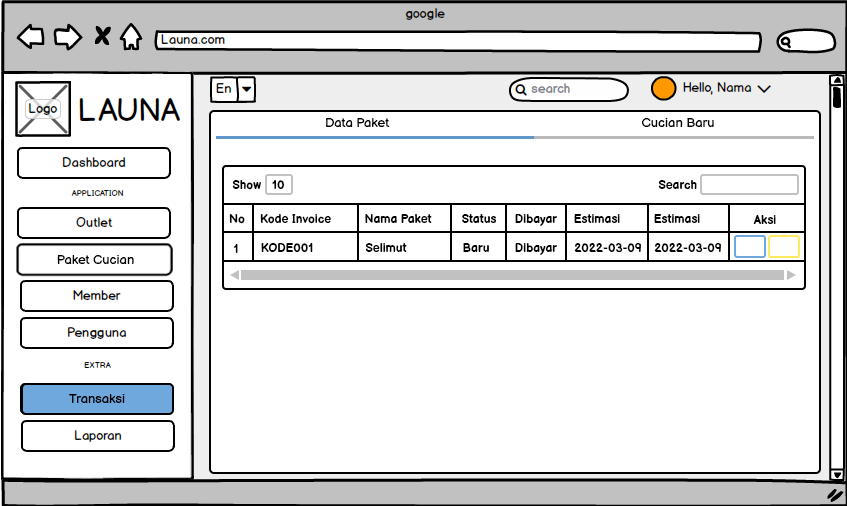 google
Launa.com
Logo
LAUNA
En
search
Hello, Nama
Dashboard
APPLICATION
Outlet
Paket Cucian
Member
Pengguna
EXTRA
Transaksi
Laporan
Data Paket
Cucian Baru
Show 10
Search
No Kode Invoice Nama Paket Status Dibayar Estimasi Estimasi Aksi
1 KODE001 Selimut Baru Dibayar 2022-03-09 2022-03-09